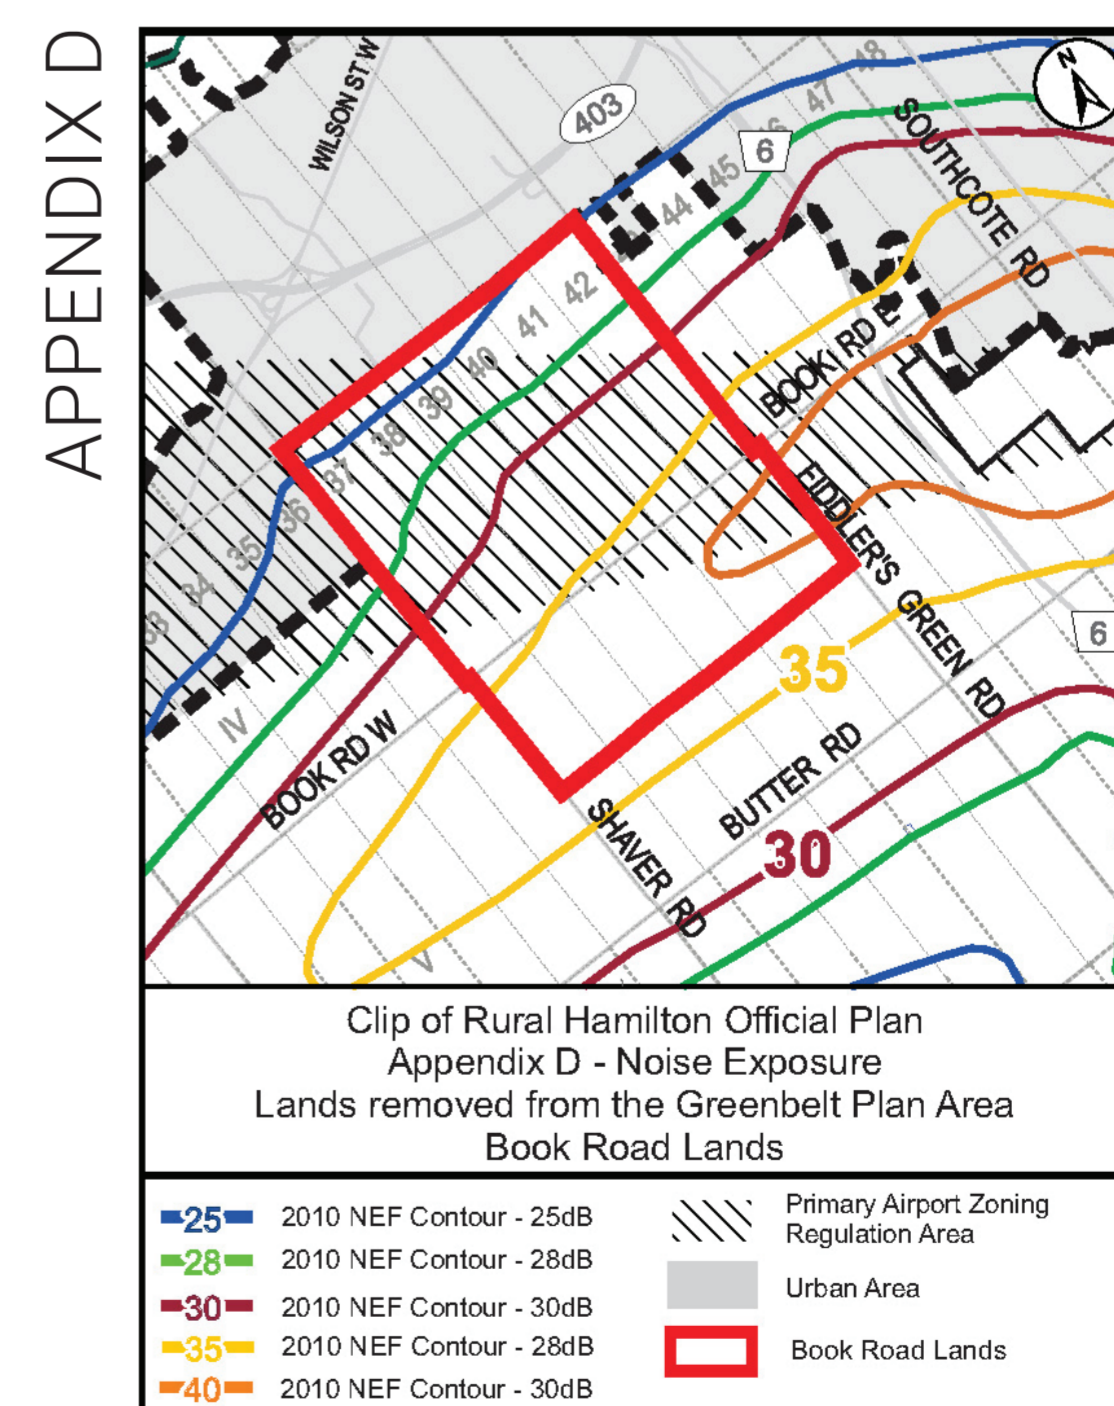 APPENDIX D
WILSON ST W
403
6
SOUTHCOTE RD
N
48
47
45
44
42
41
40
39
38
37
36
35
34
33
IV
BOOK RD E
FIDDLER'S GREEN RD
6
35
BOOK RD W
BUTTER RD
SHAVER RD
30
V
Clip of Rural Hamilton Official Plan
Appendix D - Noise Exposure
Lands removed from the Greenbelt Plan Area
Book Road Lands
25 2010 NEF Contour - 25dB
28 2010 NEF Contour - 28dB
30 2010 NEF Contour - 30dB
35 2010 NEF Contour - 28dB
40 2010 NEF Contour - 30dB
Primary Airport Zoning
Regulation Area
Urban Area
Book Road Lands